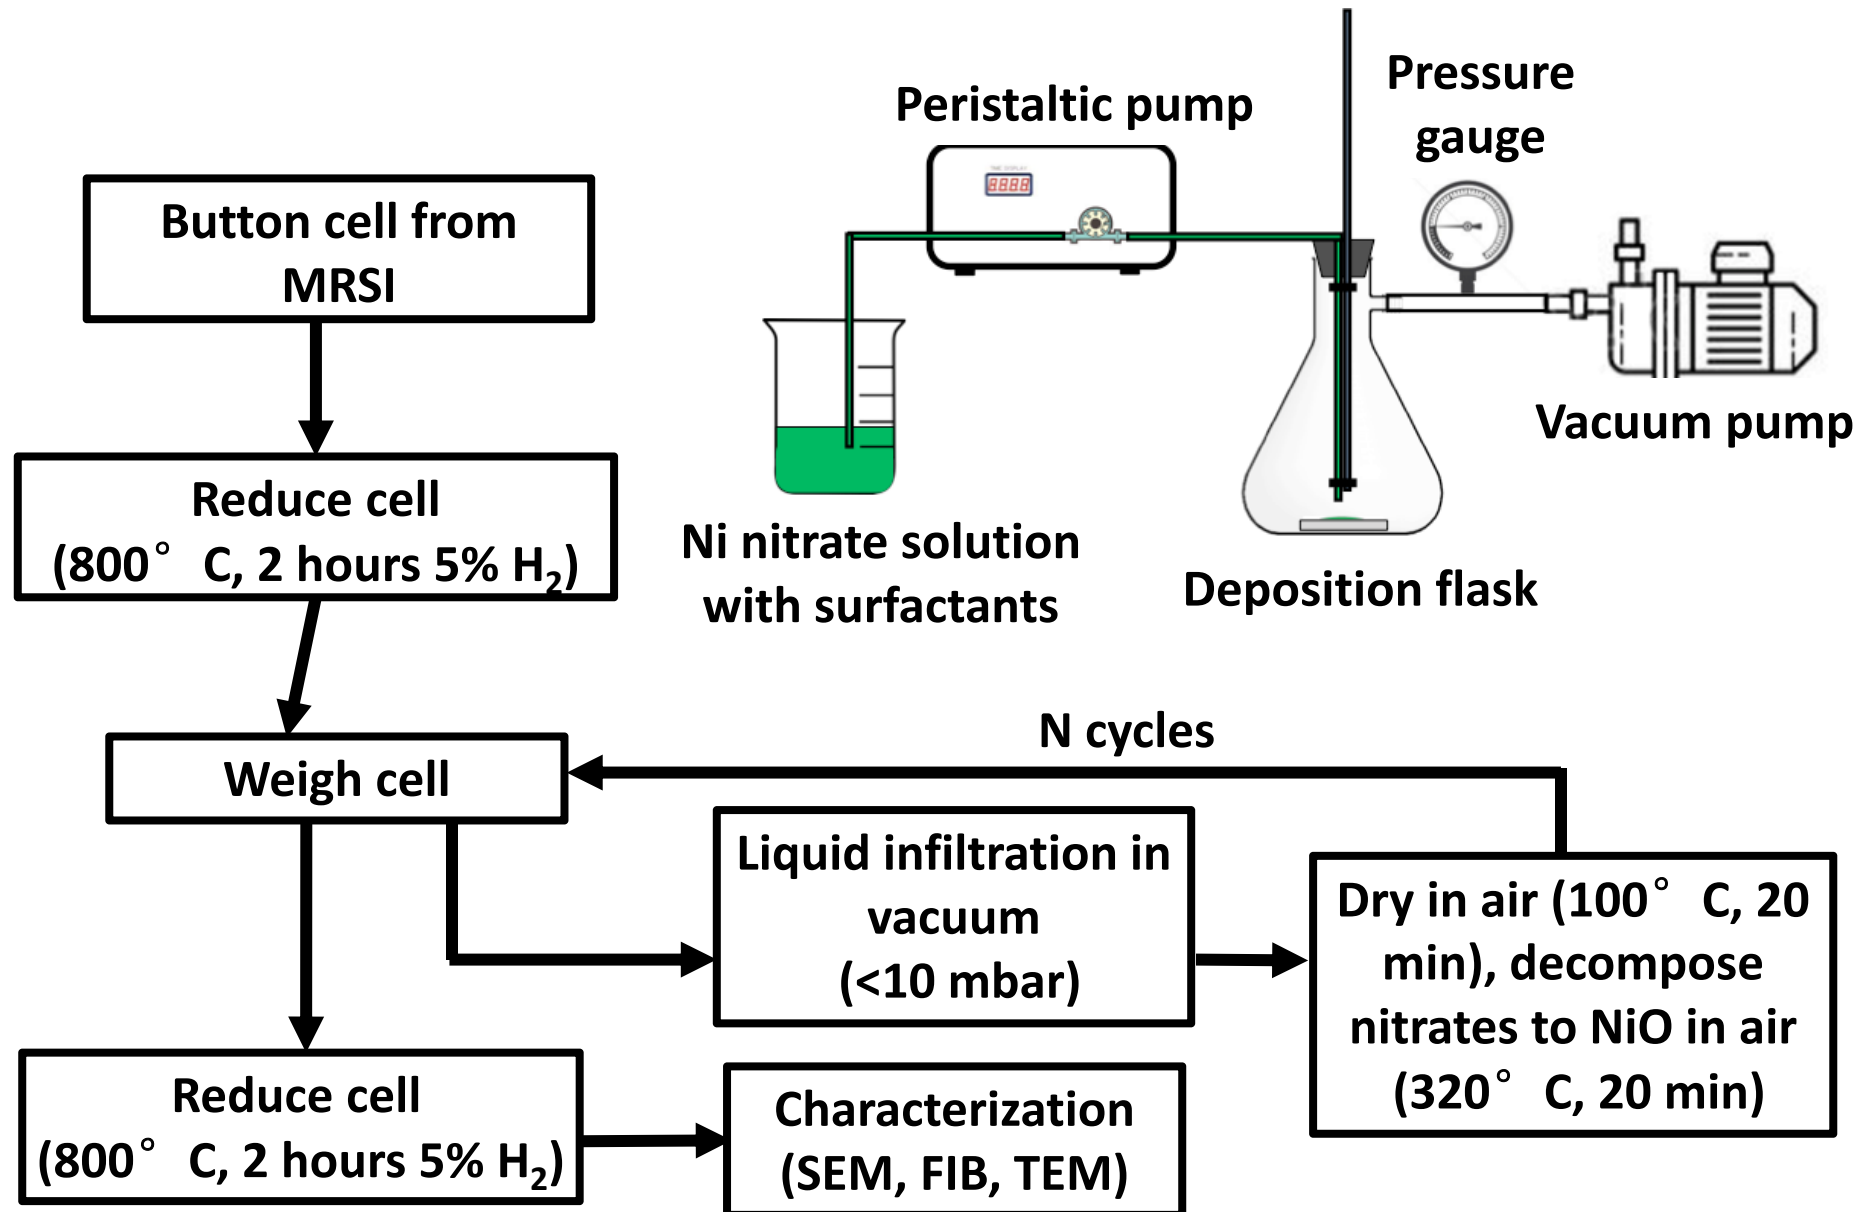 Peristaltic pump
Pressure
gauge
8888
Button cell from
MRSI
Vacuum pump
Reduce cell
(800° C, 2 hours 5% H₂)
Ni nitrate solution
with surfactants
Deposition flask
N cycles
Weigh cell
Liquid infiltration in
vacuum
(<10 mbar)
Dry in air (100° C, 20
min), decompose
nitrates to NiO in air
(320° C, 20 min)
Reduce cell
(800° C, 2 hours 5% H₂)
Characterization
(SEM, FIB, TEM)